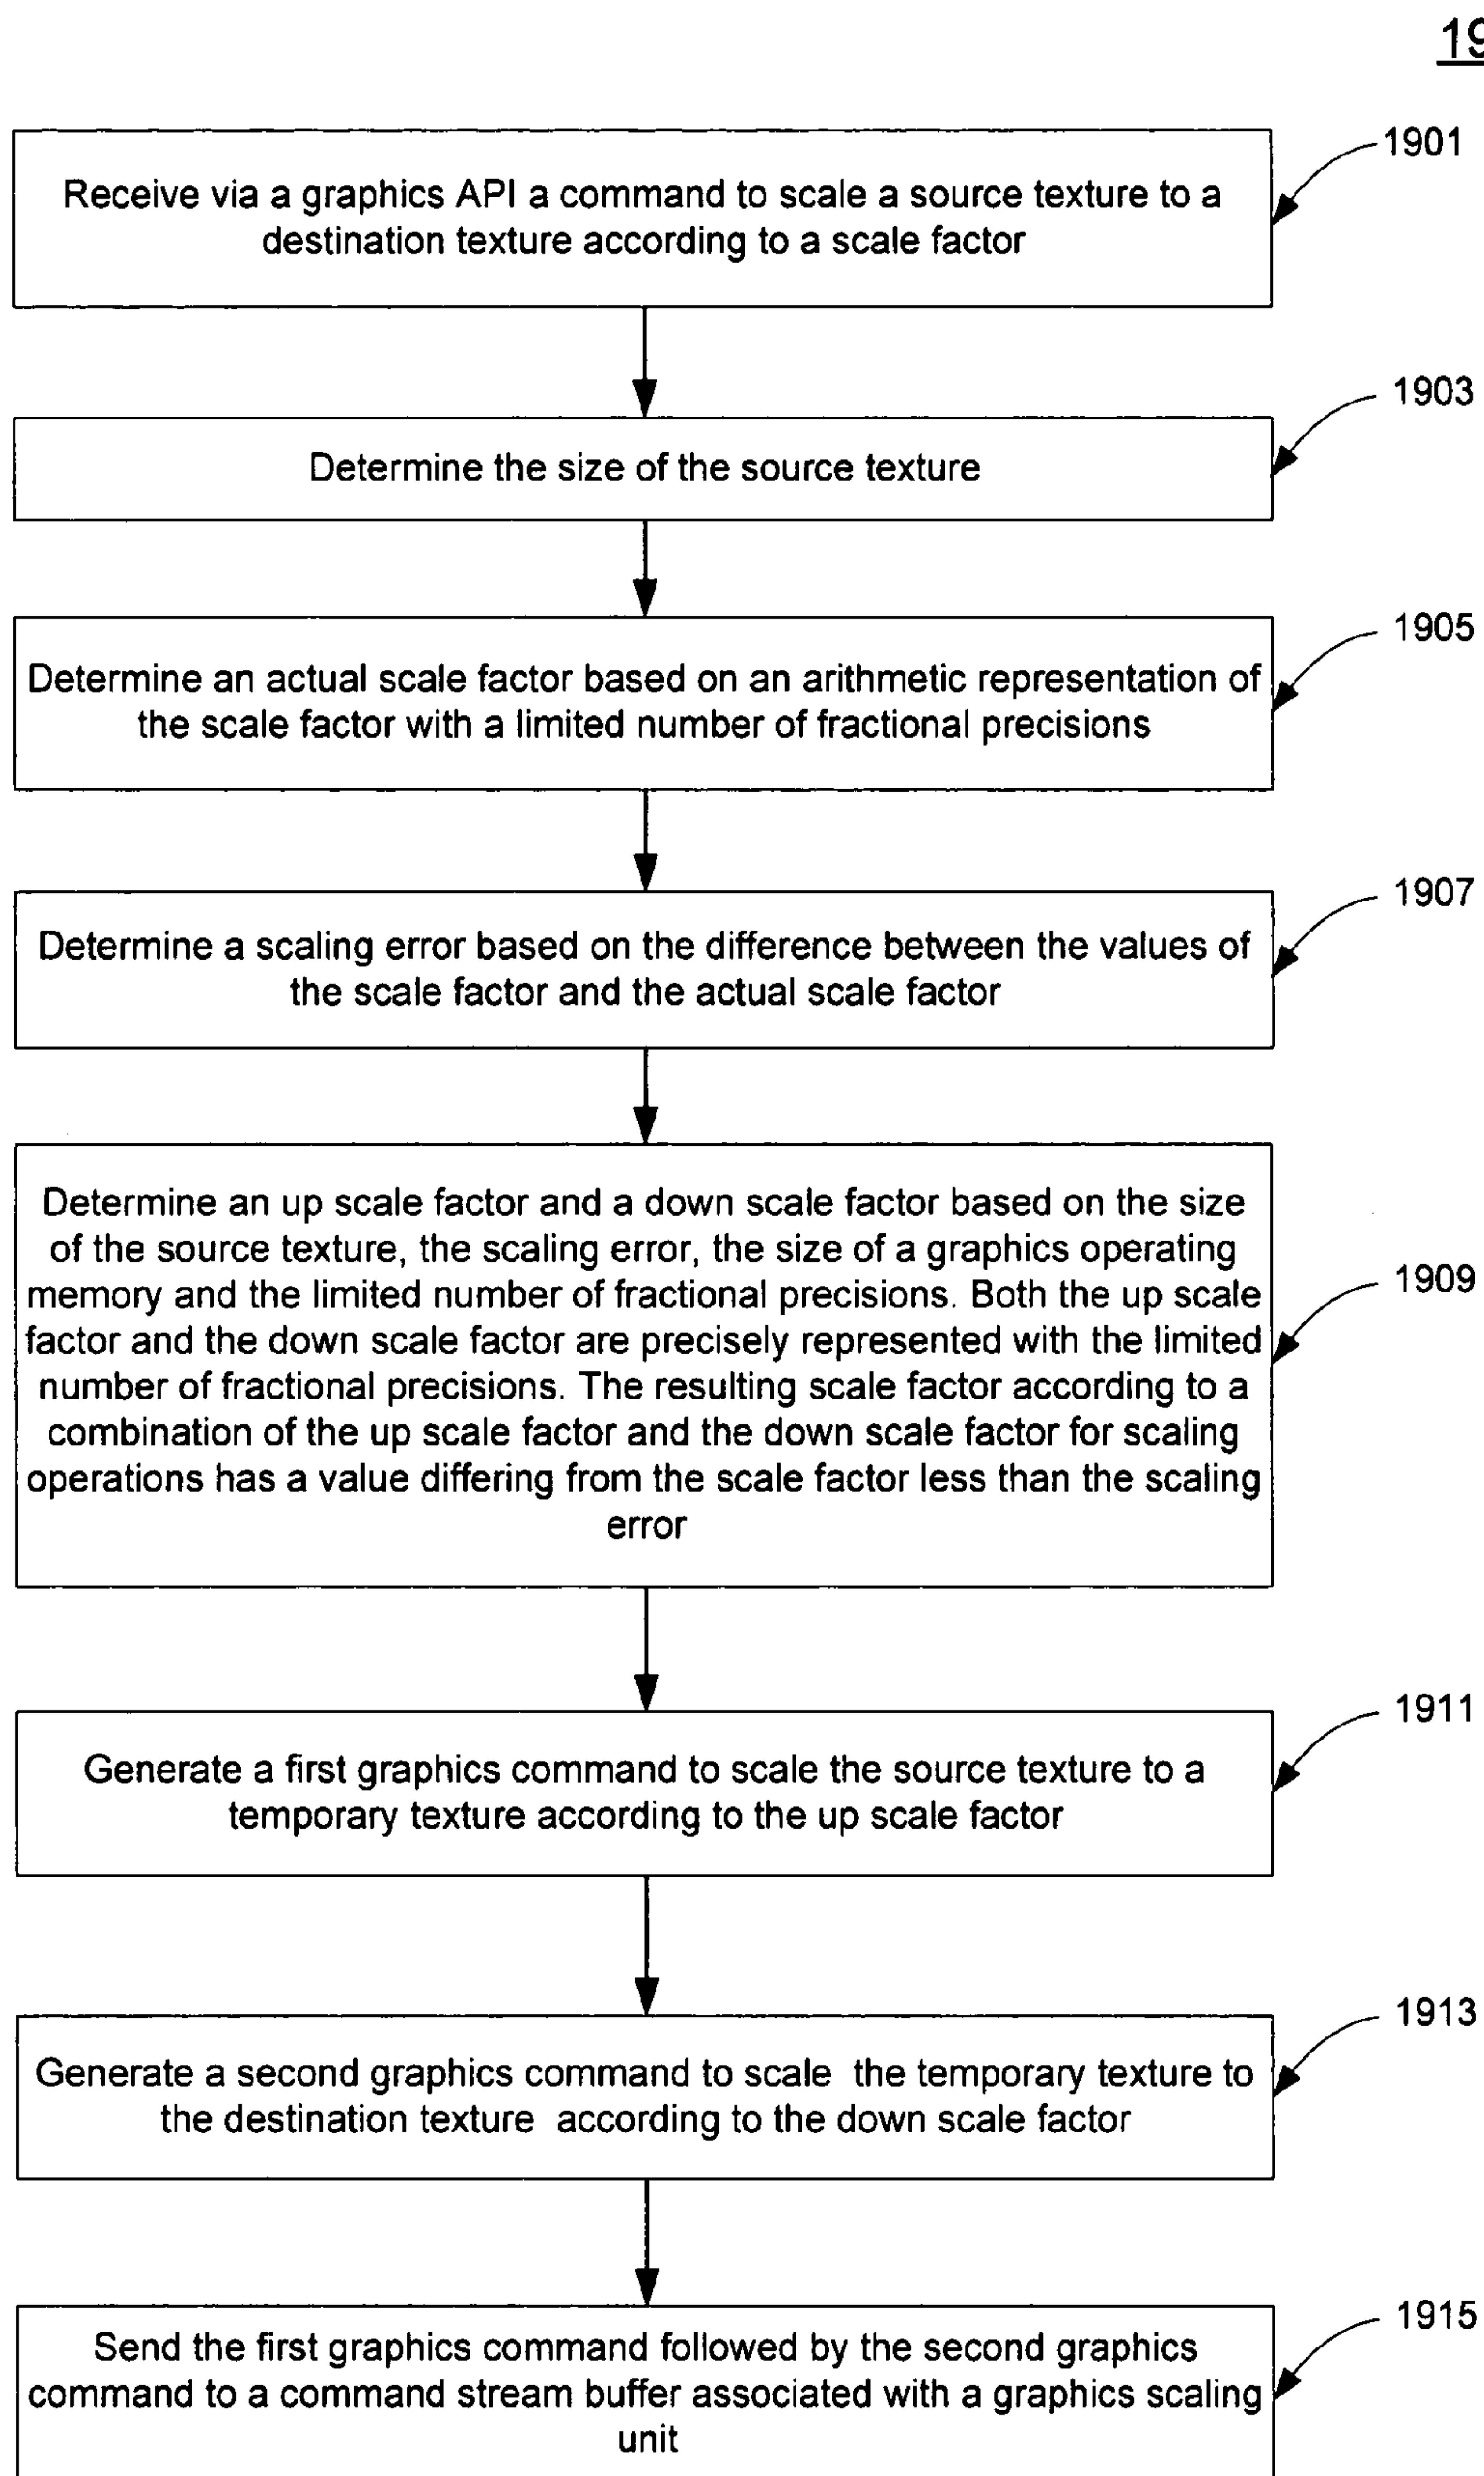 19
1901
Receive via a graphics API a command to scale a source texture to a
destination texture according to a scale factor
1903
Determine the size of the source texture
1905
Determine an actual scale factor based on an arithmetic representation of
the scale factor with a limited number of fractional precisions
1907
Determine a scaling error based on the difference between the values of
the scale factor and the actual scale factor
1909
Determine an up scale factor and a down scale factor based on the size
of the source texture, the scaling error, the size of a graphics operating
memory and the limited number of fractional precisions. Both the up scale
factor and the down scale factor are precisely represented with the limited
number of fractional precisions. The resulting scale factor according to a
combination of the up scale factor and the down scale factor for scaling
operations has a value differing from the scale factor less than the scaling
error
1911
Generate a first graphics command to scale the source texture to a
temporary texture according to the up scale factor
1913
Generate a second graphics command to scale the temporary texture to
the destination texture according to the down scale factor
1915
Send the first graphics command followed by the second graphics
command to a command stream buffer associated with a graphics scaling
unit